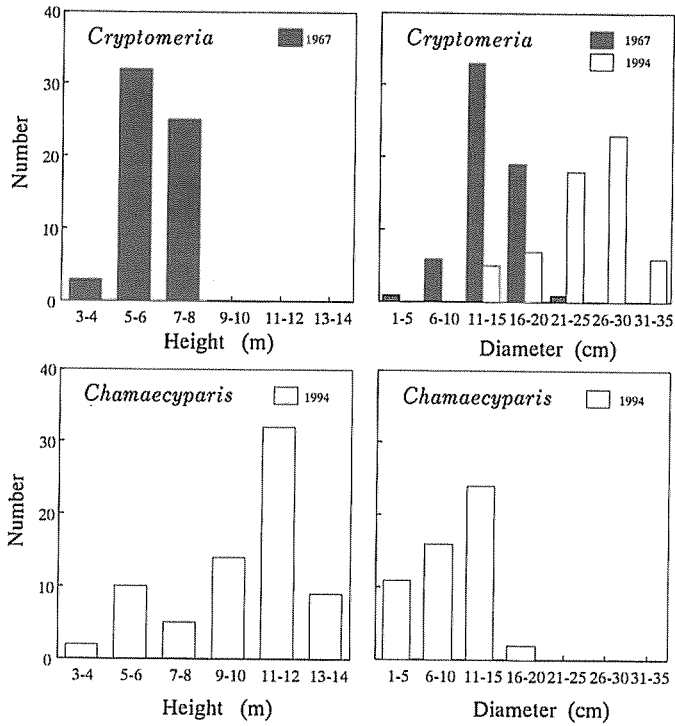 40
30
20
10
0
Number
Cryptomeria
1967
3-4 5-6 7-8 9-10 11-12 13-14
Height (m)
Cryptomeria
1967
1994
1-5 6-10 11-15 16-20 21-25 26-30 31-35
Diameter (cm)
40
30
20
10
0
Number
Chamaecyparis
1994
3-4 5-6 7-8 9-10 11-12 13-14
Height (m)
Chamaecyparis
1994
1-5 6-10 11-15 16-20 21-25 26-30 31-35
Diameter (cm)